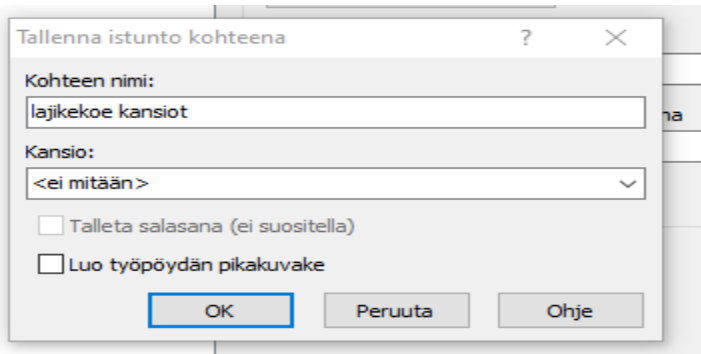 Tallenna istunto kohteena
Kohteen nimi:
lajikekoe kansiot
na
Kansio:
<ei mitään>
Talleta salasana (ei suositella)
Luo työpöydän pikakuvake
OK Peruuta Ohje